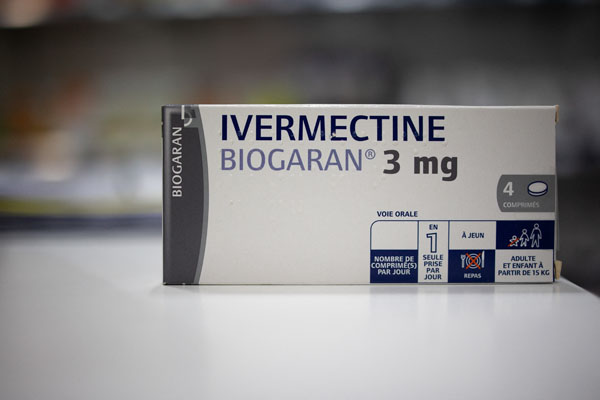 BIOGARAN
IVERMECTINE
BIOGARAN® 3 mg
4
COMPRIMÉS
VOIE ORALE
NOMBRE DE
COMPRIMÉ(S)
PAR JOUR
EN
1
SEULE
PRISE
PAR
JOUR
À JEUN
REPAS
ADULTE
ET ENFANT À
PARTIR DE 15 KG